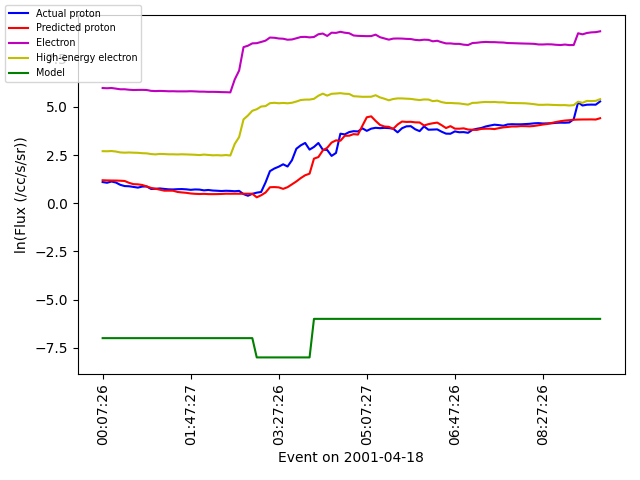 Actual proton
Predicted proton
Electron
High-energy electron
Model
5.0
2.5
0.0
−2.5
−5.0
−7.5
ln(Flux (/cc/s/sr))
00:07:26
01:47:27
03:27:26
05:07:27
06:47:26
08:27:26
Event on 2001-04-18